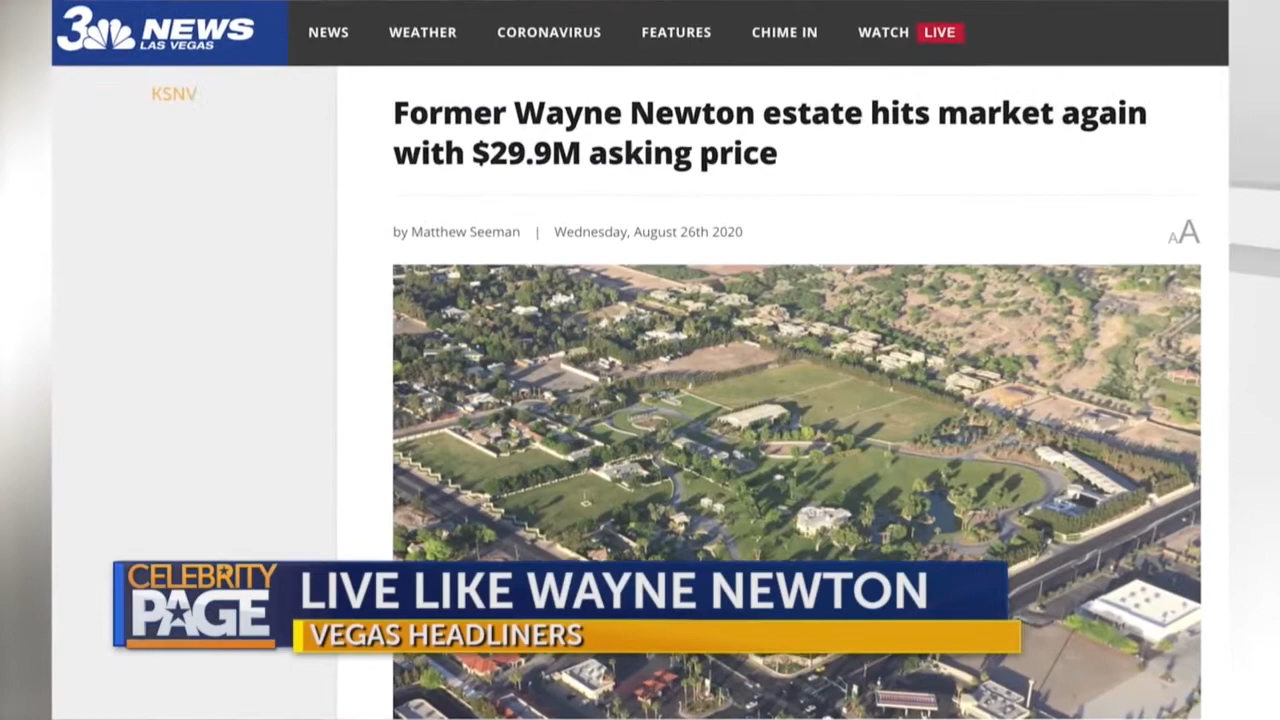 3 NEWS
LAS VEGAS
NEWS WEATHER CORONAVIRUS FEATURES CHIME IN WATCH LIVE
KSNV
Former Wayne Newton estate hits market again
with $29.9M asking price
by Matthew Seeman | Wednesday, August 26th 2020
AA
CELEBRITY
PAGE
LIVE LIKE WAYNE NEWTON
VEGAS HEADLINERS